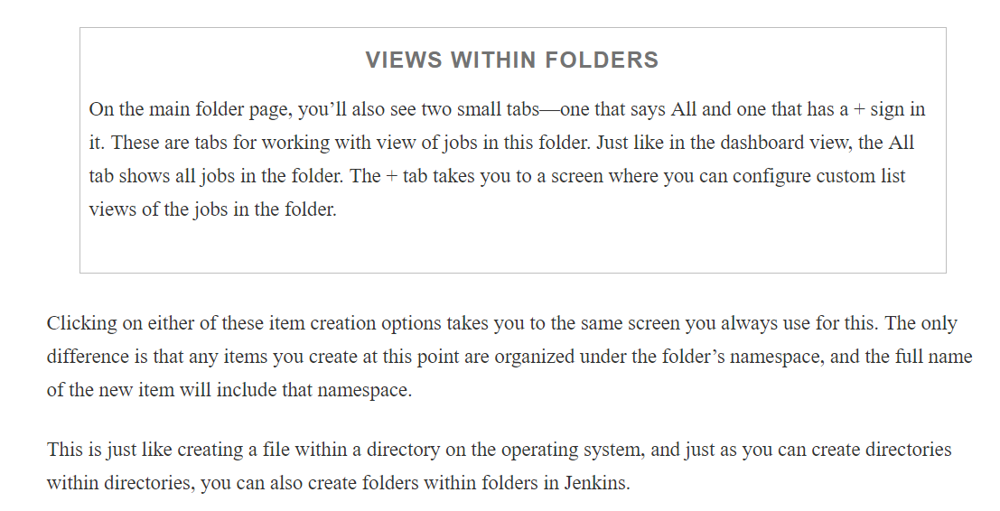 VIEWS WITHIN FOLDERS
On the main folder page, you’ll also see two small tabs—one that says All and one that has a + sign in
it. These are tabs for working with view of jobs in this folder. Just like in the dashboard view, the All
tab shows all jobs in the folder. The + tab takes you to a screen where you can configure custom list
views of the jobs in the folder.
Clicking on either of these item creation options takes you to the same screen you always use for this. The only
difference is that any items you create at this point are organized under the folder’s namespace, and the full name
of the new item will include that namespace.
This is just like creating a file within a directory on the operating system, and just as you can create directories
within directories, you can also create folders within folders in Jenkins.